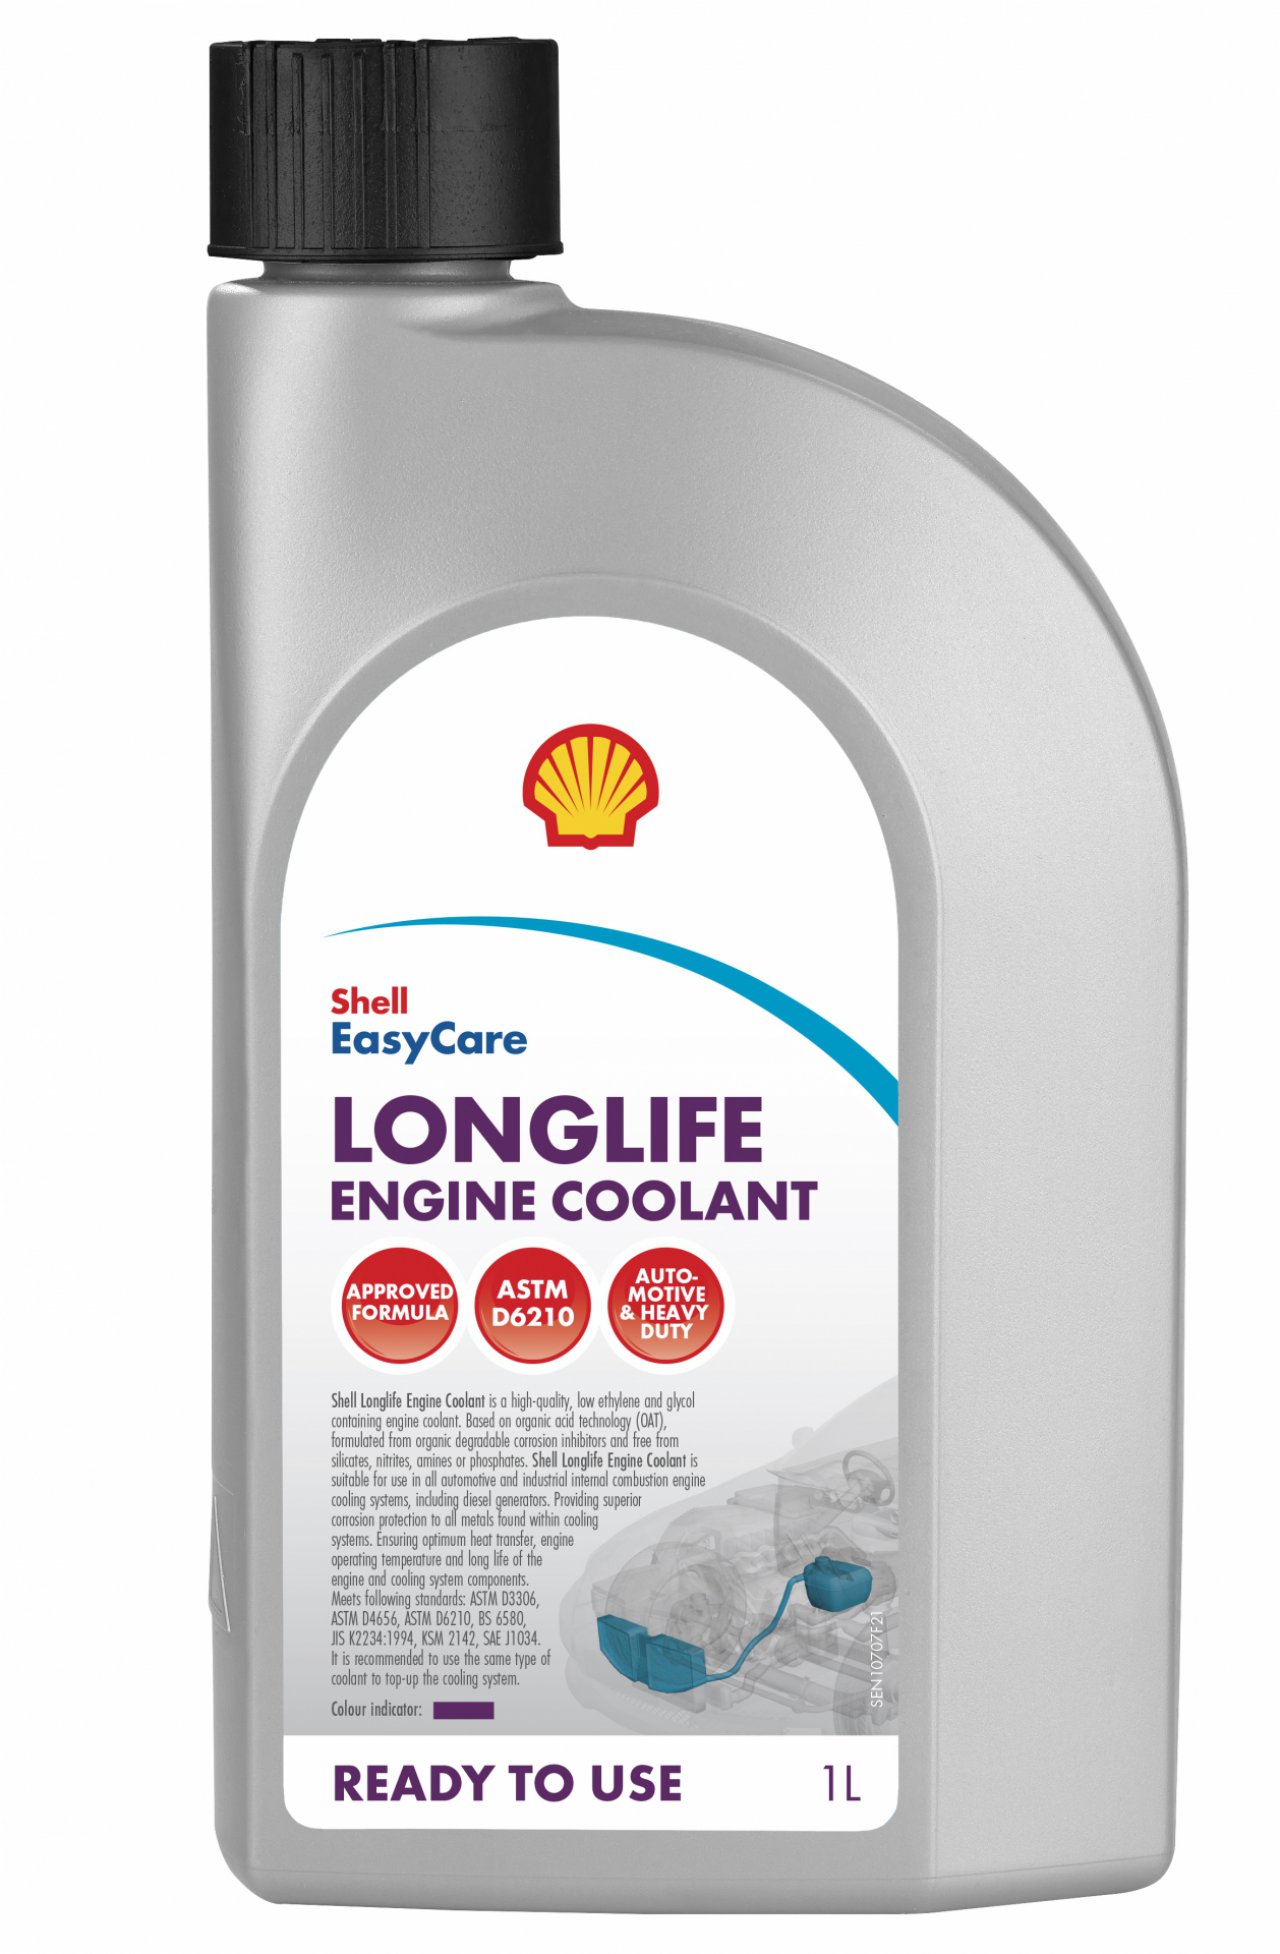 Shell
EasyCare
LONGLIFE
ENGINE COOLANT
APPROVED
FORMULA
ASTM
D6210
AUTO-
MOTIVE
& HEAVY
DUTY
Shell Longlife Engine Coolant is a high-quality, low ethylene and glycol
containing engine coolant. Based on organic acid technology (OAT),
formulated from organic degradable corrosion inhibitors and free from
silicates, nitrites, amines or phosphates. Shell Longlife Engine Coolant is
suitable for use in all automotive and industrial internal combustion engine
cooling systems, including diesel generators. Providing superior
corrosion protection to all metals found within cooling
systems. Ensuring optimum heat transfer, engine
operating temperature and long life of the
engine and cooling system components.
Meets following standards: ASTM D3306,
ASTM D4656, ASTM D6210, BS 6580,
JIS K2234:1994, KSM 2142, SAE J1034.
It is recommended to use the same type of
coolant to top-up the cooling system.
Colour indicator:
SEN10707F21
READY TO USE
1L